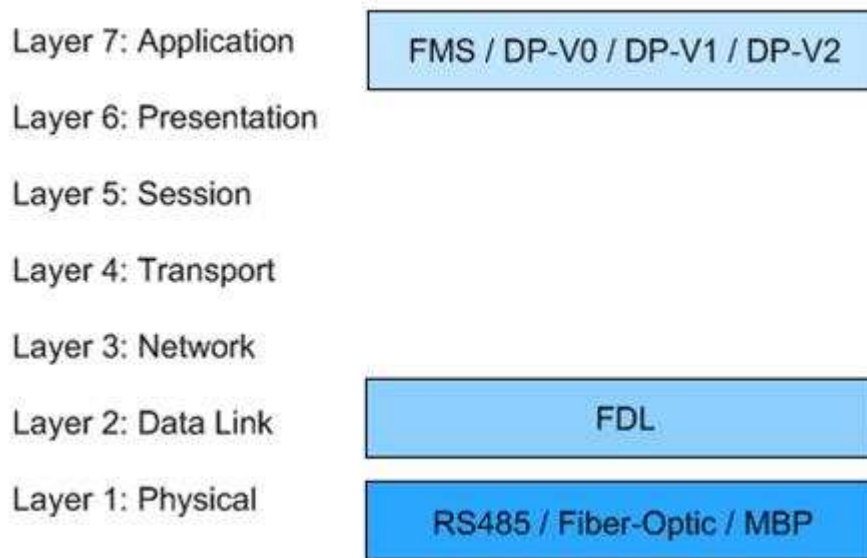 Layer 7: Application
FMS / DP-V0 / DP-V1 / DP-V2
Layer 6: Presentation
Layer 5: Session
Layer 4: Transport
Layer 3: Network
Layer 2: Data Link
FDL
Layer 1: Physical
RS485 / Fiber-Optic / MBP